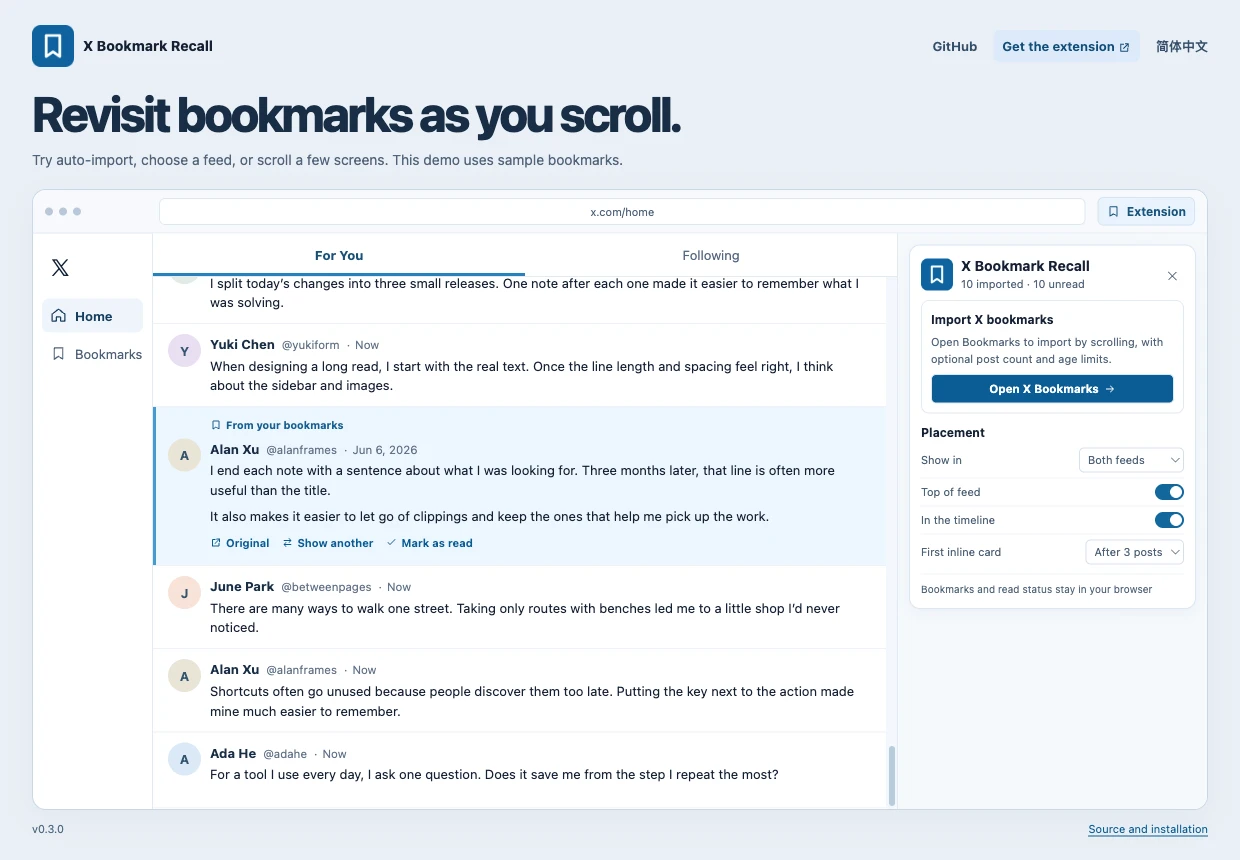 X Bookmark Recall
GitHub
Get the extension
简体中文
Revisit bookmarks as you scroll.
Try auto-import, choose a feed, or scroll a few screens. This demo uses sample bookmarks.
x.com/home
Extension
Home
Bookmarks
For You
Following
I split today's changes into three small releases. One note after each one made it easier to remember what I
was solving.
Y
Yuki Chen @yukiform · Now
When designing a long read, I start with the real text. Once the line length and spacing feel right, I think
about the sidebar and images.
From your bookmarks
A
Alan Xu @alanframes · Jun 6, 2026
I end each note with a sentence about what I was looking for. Three months later, that line is often more
useful than the title.
It also makes it easier to let go of clippings and keep the ones that help me pick up the work.
Original Show another Mark as read
J
June Park @betweenpages · Now
There are many ways to walk one street. Taking only routes with benches led me to a little shop I'd never
noticed.
A
Alan Xu @alanframes · Now
Shortcuts often go unused because people discover them too late. Putting the key next to the action made
mine much easier to remember.
A
Ada He @adahe · Now
For a tool I use every day, I ask one question. Does it save me from the step I repeat the most?
X Bookmark Recall
10 imported · 10 unread
Import X bookmarks
Open Bookmarks to import by scrolling, with
optional post count and age limits.
Open X Bookmarks →
Placement
Show in
Both feeds
Top of feed
In the timeline
First inline card
After 3 posts
Bookmarks and read status stay in your browser
v0.3.0
Source and installation